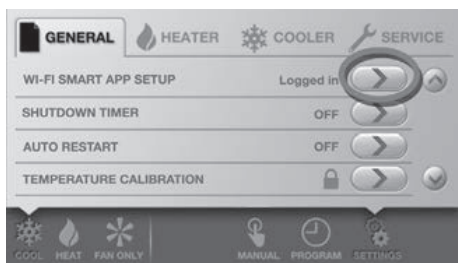 GENERAL HEATER COOLER SERVICE
WI-FI SMART APP SETUP Logged in
SHUTDOWN TIMER OFF
AUTO RESTART OFF
TEMPERATURE CALIBRATION
COOL HEAT FAN ONLY MANUAL PROGRAM SETTINGS